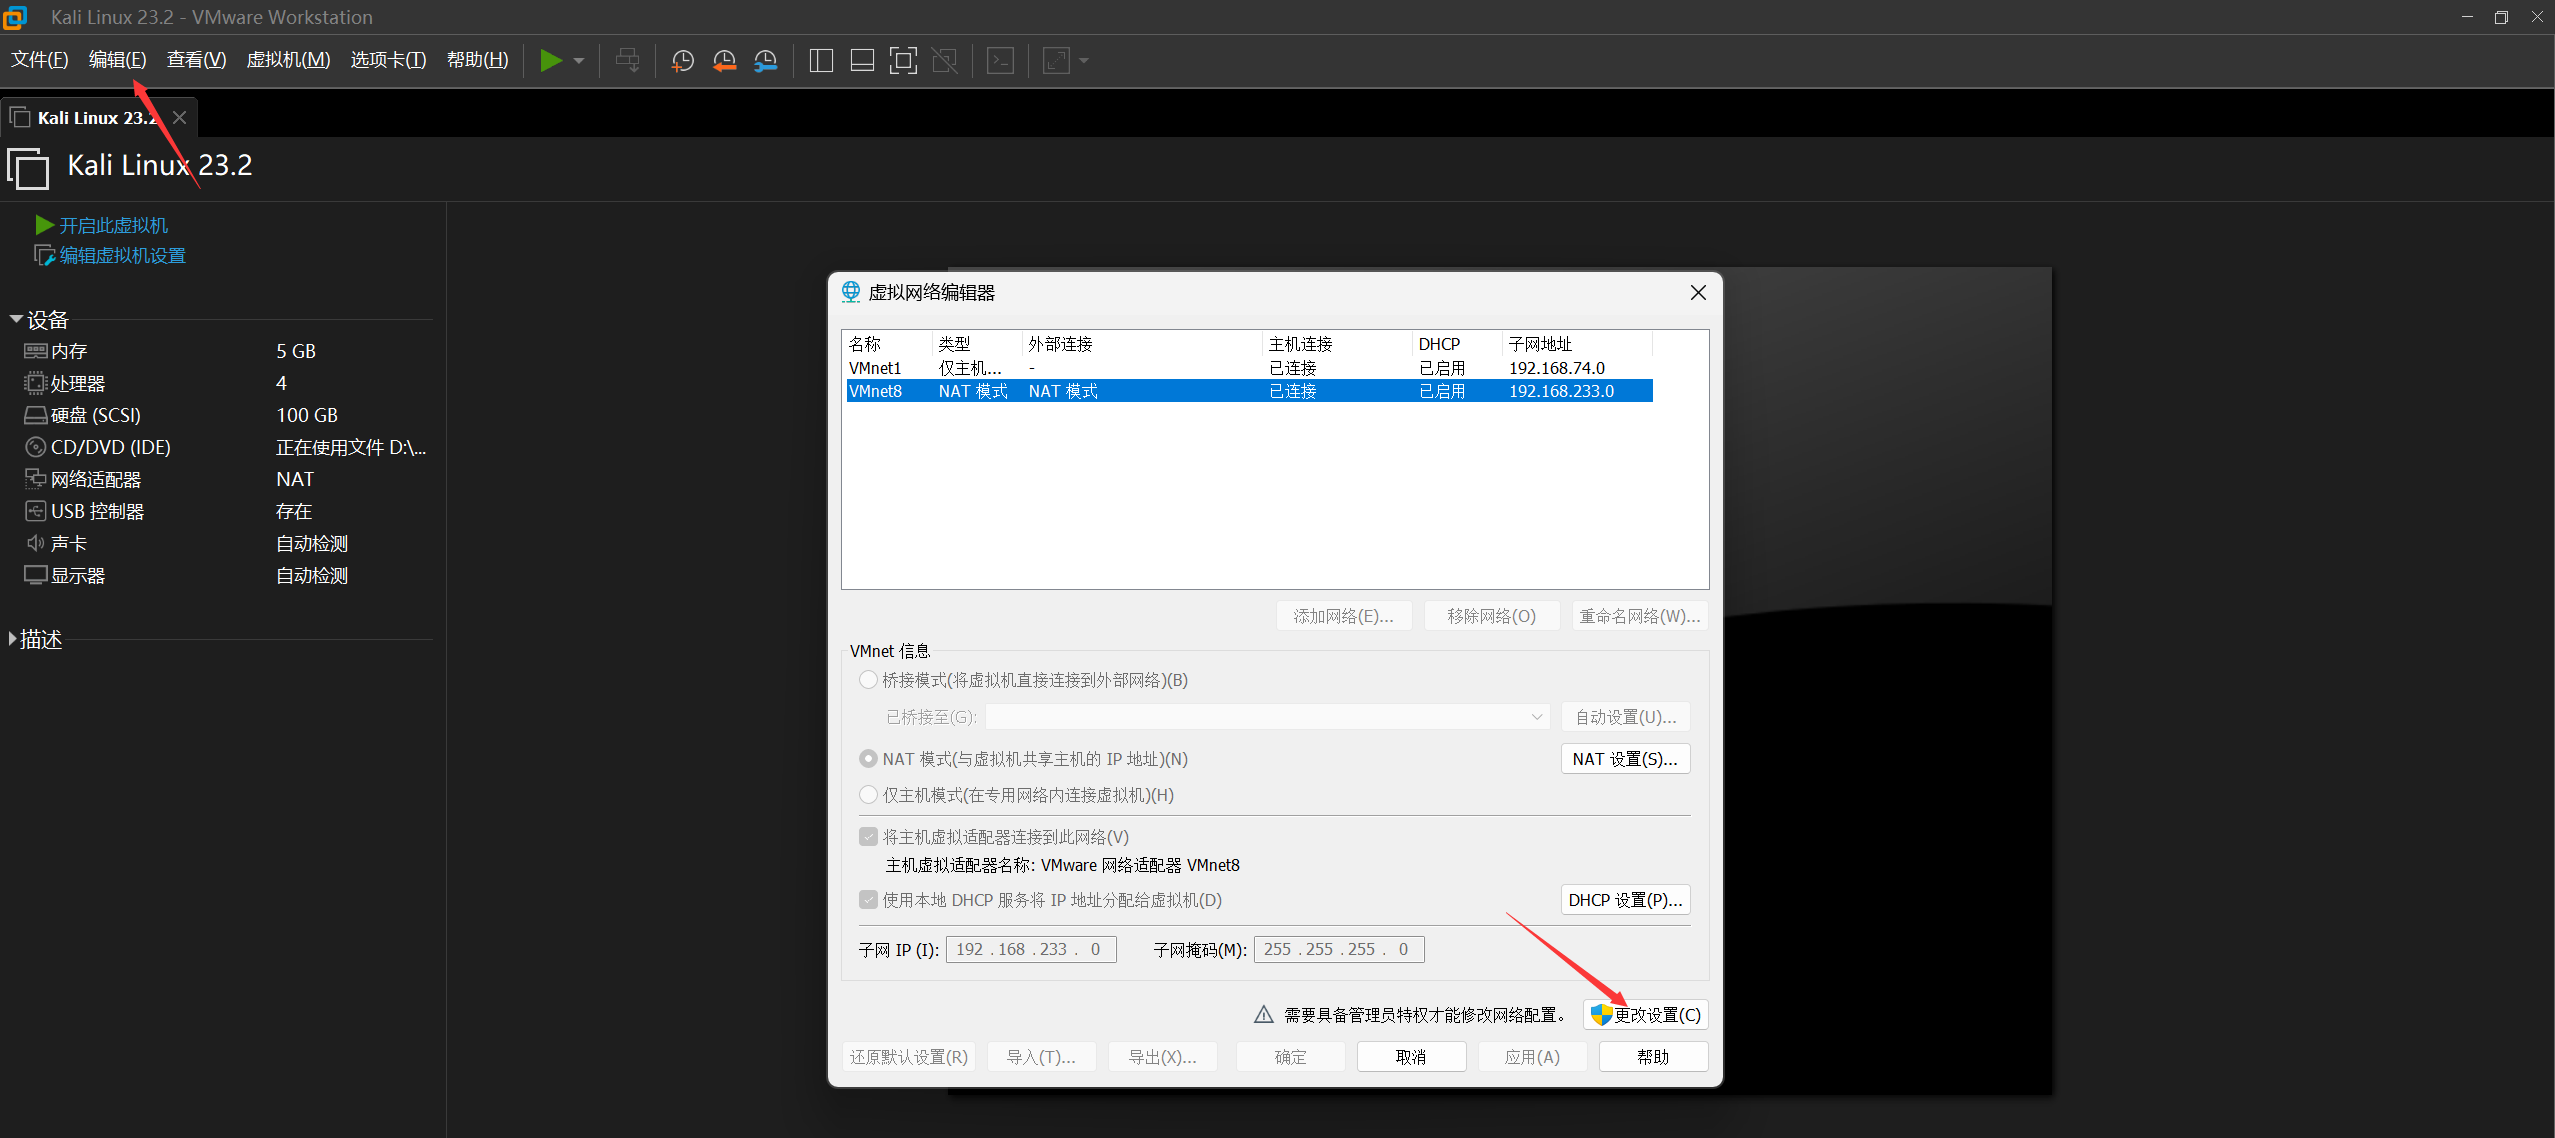 Kali Linux 23.2 - VMware Workstation
文件(F) 编辑(E) 查看(V) 虚拟机(M) 选项卡(T) 帮助(H)
Kali Linux 23.2
Kali Linux 23.2
开启此虚拟机
编辑虚拟机设置
设备
内存 5 GB
处理器 4
硬盘 (SCSI) 100 GB
CD/DVD (IDE) 正在使用文件 D:\...
网络适配器 NAT
USB 控制器 存在
声卡 自动检测
显示器 自动检测
描述
虚拟网络编辑器
名称 类型 外部连接 主机连接 DHCP 子网地址
VMnet1 仅主机... - 已连接 已启用 192.168.74.0
VMnet8 NAT 模式 NAT 模式 已连接 已启用 192.168.233.0
添加网络(E)... 移除网络(O) 重命名网络(W)...
VMnet 信息
桥接模式(将虚拟机直接连接到外部网络)(B)
已桥接至(G): 自动设置(U)...
NAT 模式(与虚拟机共享主机的 IP 地址)(N) NAT 设置(S)...
仅主机模式(在专用网络内连接虚拟机)(H)
将主机虚拟适配器连接到此网络(V)
主机虚拟适配器名称: VMware 网络适配器 VMnet8
使用本地 DHCP 服务将 IP 地址分配给虚拟机(D) DHCP 设置(P)...
子网 IP (I): 192 . 168 . 233 . 0 子网掩码(M): 255 . 255 . 255 . 0
需要具备管理员特权才能修改网络配置。 更改设置(C)
还原默认设置(R) 导入(T)... 导出(X)... 确定 取消 应用(A) 帮助